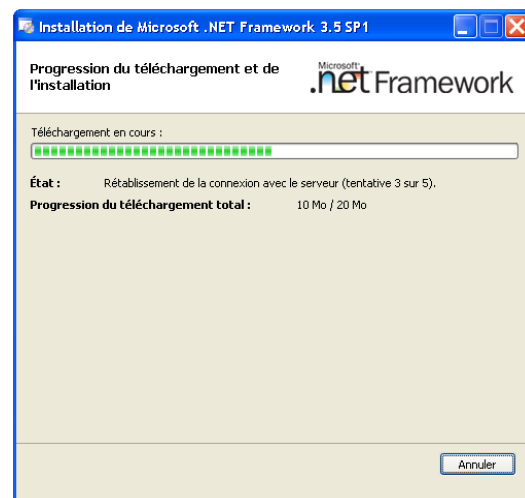 Installation de Microsoft .NET Framework 3.5 SP1
Progression du téléchargement et de
l'installation
Microsoft
.net Framework
Téléchargement en cours :
État : Rétablissement de la connexion avec le serveur (tentative 3 sur 5).
Progression du téléchargement total : 10 Mo / 20 Mo
Annuler